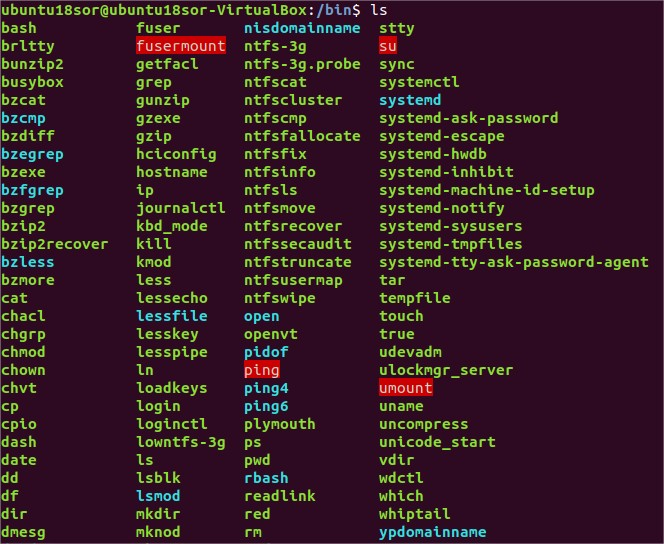 ubuntu18sor@ubuntu18sor-VirtualBox:/bin$ ls
bash fuser nisdomainname stty
brltty fusermount ntfs-3g su
bunzip2 getfacl ntfs-3g.probe sync
busybox grep ntfscat systemctl
bzcat gunzip ntfscluster systemd
bzcmp gzexe ntfscmp systemd-ask-password
bzdiff gzip ntfsfallocate systemd-escape
bzegrep hciconfig ntfsfix systemd-hwdb
bzexe hostname ntfsinfo systemd-inhibit
bzfgrep ip ntfsls systemd-machine-id-setup
bzgrep journalctl ntfsmove systemd-notify
bzip2 kbd_mode ntfsrecover systemd-sysusers
bzip2recover kill ntfssecaudit systemd-tmpfiles
bzless kmod ntfstruncate systemd-tty-ask-password-agent
bzmore less ntfsusermap tar
cat lessecho ntfswipe tempfile
chacl lessfile open touch
chgrp lesskey openvt true
chmod lesspipe pidof udevadm
chown ln ping ulockmgr_server
chvt loadkeys ping4 umount
cp login ping6 uname
cpio loginctl plymouth uncompress
dash lowntfs-3g ps unicode_start
date ls pwd vdir
dd lsblk rbash wdctl
df lsmod readlink which
dir mkdir red whiptail
dmesg mknod rm ypdomainname